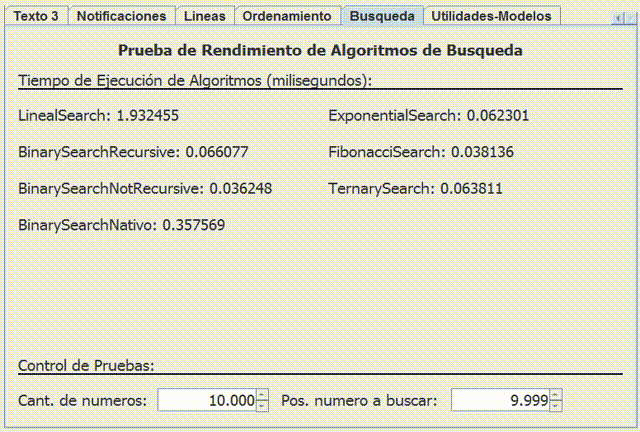 Texto 3 Notificaciones Lineas Ordenamiento Busqueda Utilidades-Modelos
Prueba de Rendimiento de Algoritmos de Busqueda
Tiempo de Ejecución de Algoritmos (milisegundos):
LinealSearch: 1.932455 ExponentialSearch: 0.062301
BinarySearchRecursive: 0.066077 FibonacciSearch: 0.038136
BinarySearchNotRecursive: 0.036248 TernarySearch: 0.063811
BinarySearchNativo: 0.357569
Control de Pruebas:
Cant. de numeros: 10.000 Pos. numero a buscar: 9.999